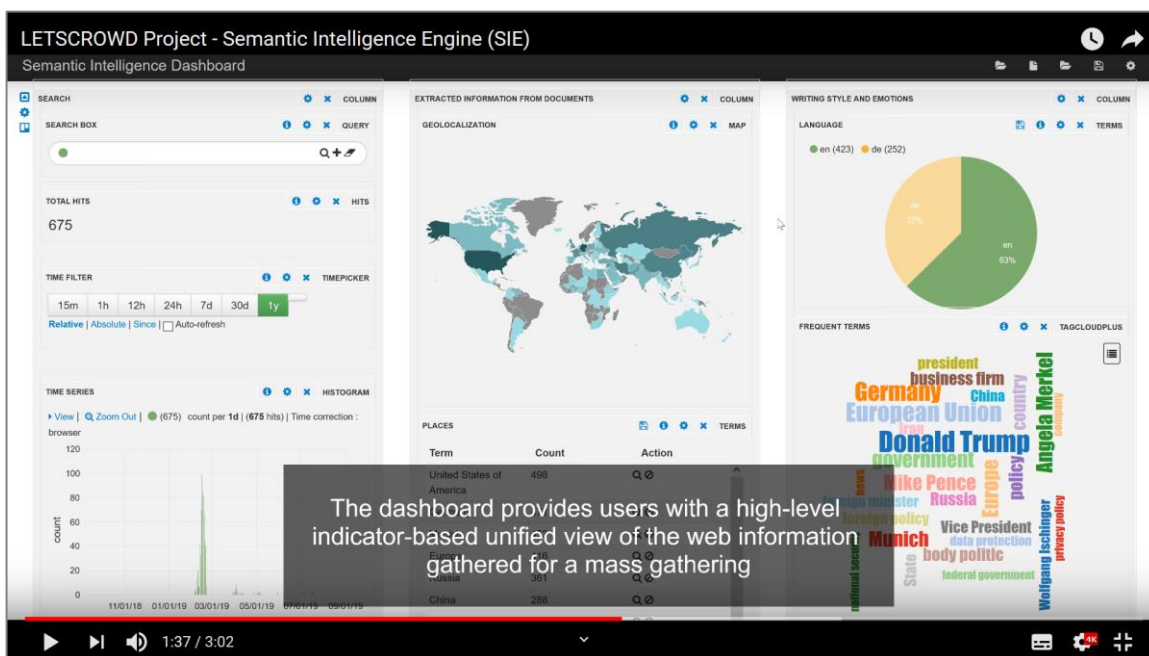 LETSCROWD Project - Semantic Intelligence Engine (SIE)
Semantic Intelligence Dashboard
SEARCH
COLUMN
SEARCH BOX
QUERY
TOTAL HITS
HITS
675
TIME FILTER
TIMEPICKER
15m 1h 12h 24h 7d 30d 1y
Relative | Absolute | Since | Auto-refresh
TIME SERIES
HISTOGRAM
View | Zoom Out | (675) count per 1d | (675 hits) | Time correction :
browser
120
100
80
60
40
20
0
count
11/01/18 01/01/19 03/01/19 05/01/19 07/01/19 09/01/19
EXTRACTED INFORMATION FROM DOCUMENTS
COLUMN
GEOLOCALIZATION
MAP
PLACES
TERMS
Term Count Action
United States of 498
America
Europe
Russia 361
China 288
WRITING STYLE AND EMOTIONS
COLUMN
LANGUAGE
TERMS
en (423) de (252)
de
37%
en
63%
FREQUENT TERMS
TAGCLOUDPLUS
president
business firm
Germany
China
European Union
iran
country
Angela Merkel
company
Donald Trump
government
news
Mike Pence
Europe
policy
foreign minister
Russia
foreign policy
Vice President
Munich
data protection
national security
State
body politic
federal government
Wolfgang Ischinger
privacy policy
The dashboard provides users with a high-level
indicator-based unified view of the web information
gathered for a mass gathering
1:37 / 3:02
4K